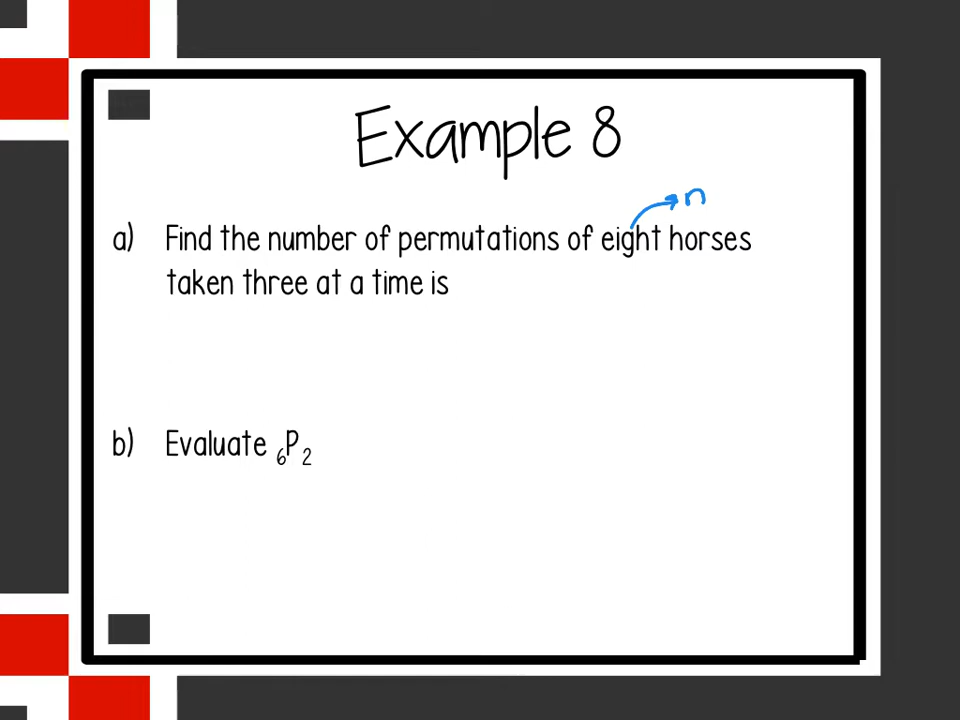 Example 8
n
a) Find the number of permutations of eight horses
taken three at a time is
b) Evaluate ₆P₂